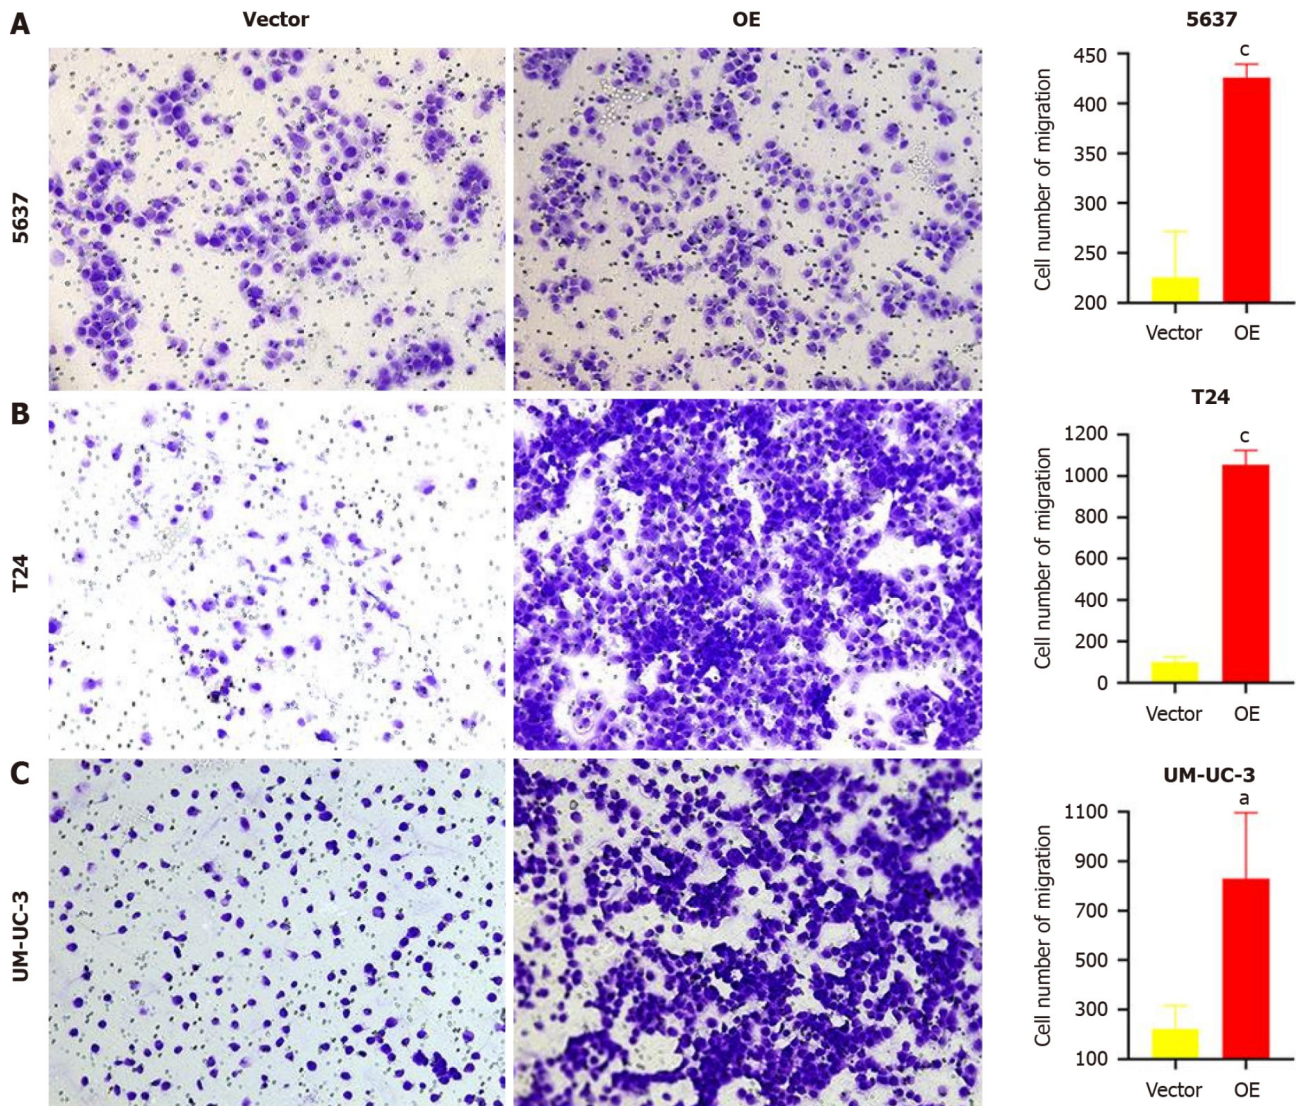 A
Vector
OE
5637
5637
c
Cell number of migration
450
400
350
300
250
200
Vector
OE
B
T24
T24
c
Cell number of migration
1200
1000
800
600
400
200
0
Vector
OE
C
UM-UC-3
UM-UC-3
a
Cell number of migration
1100
900
700
500
300
100
Vector
OE